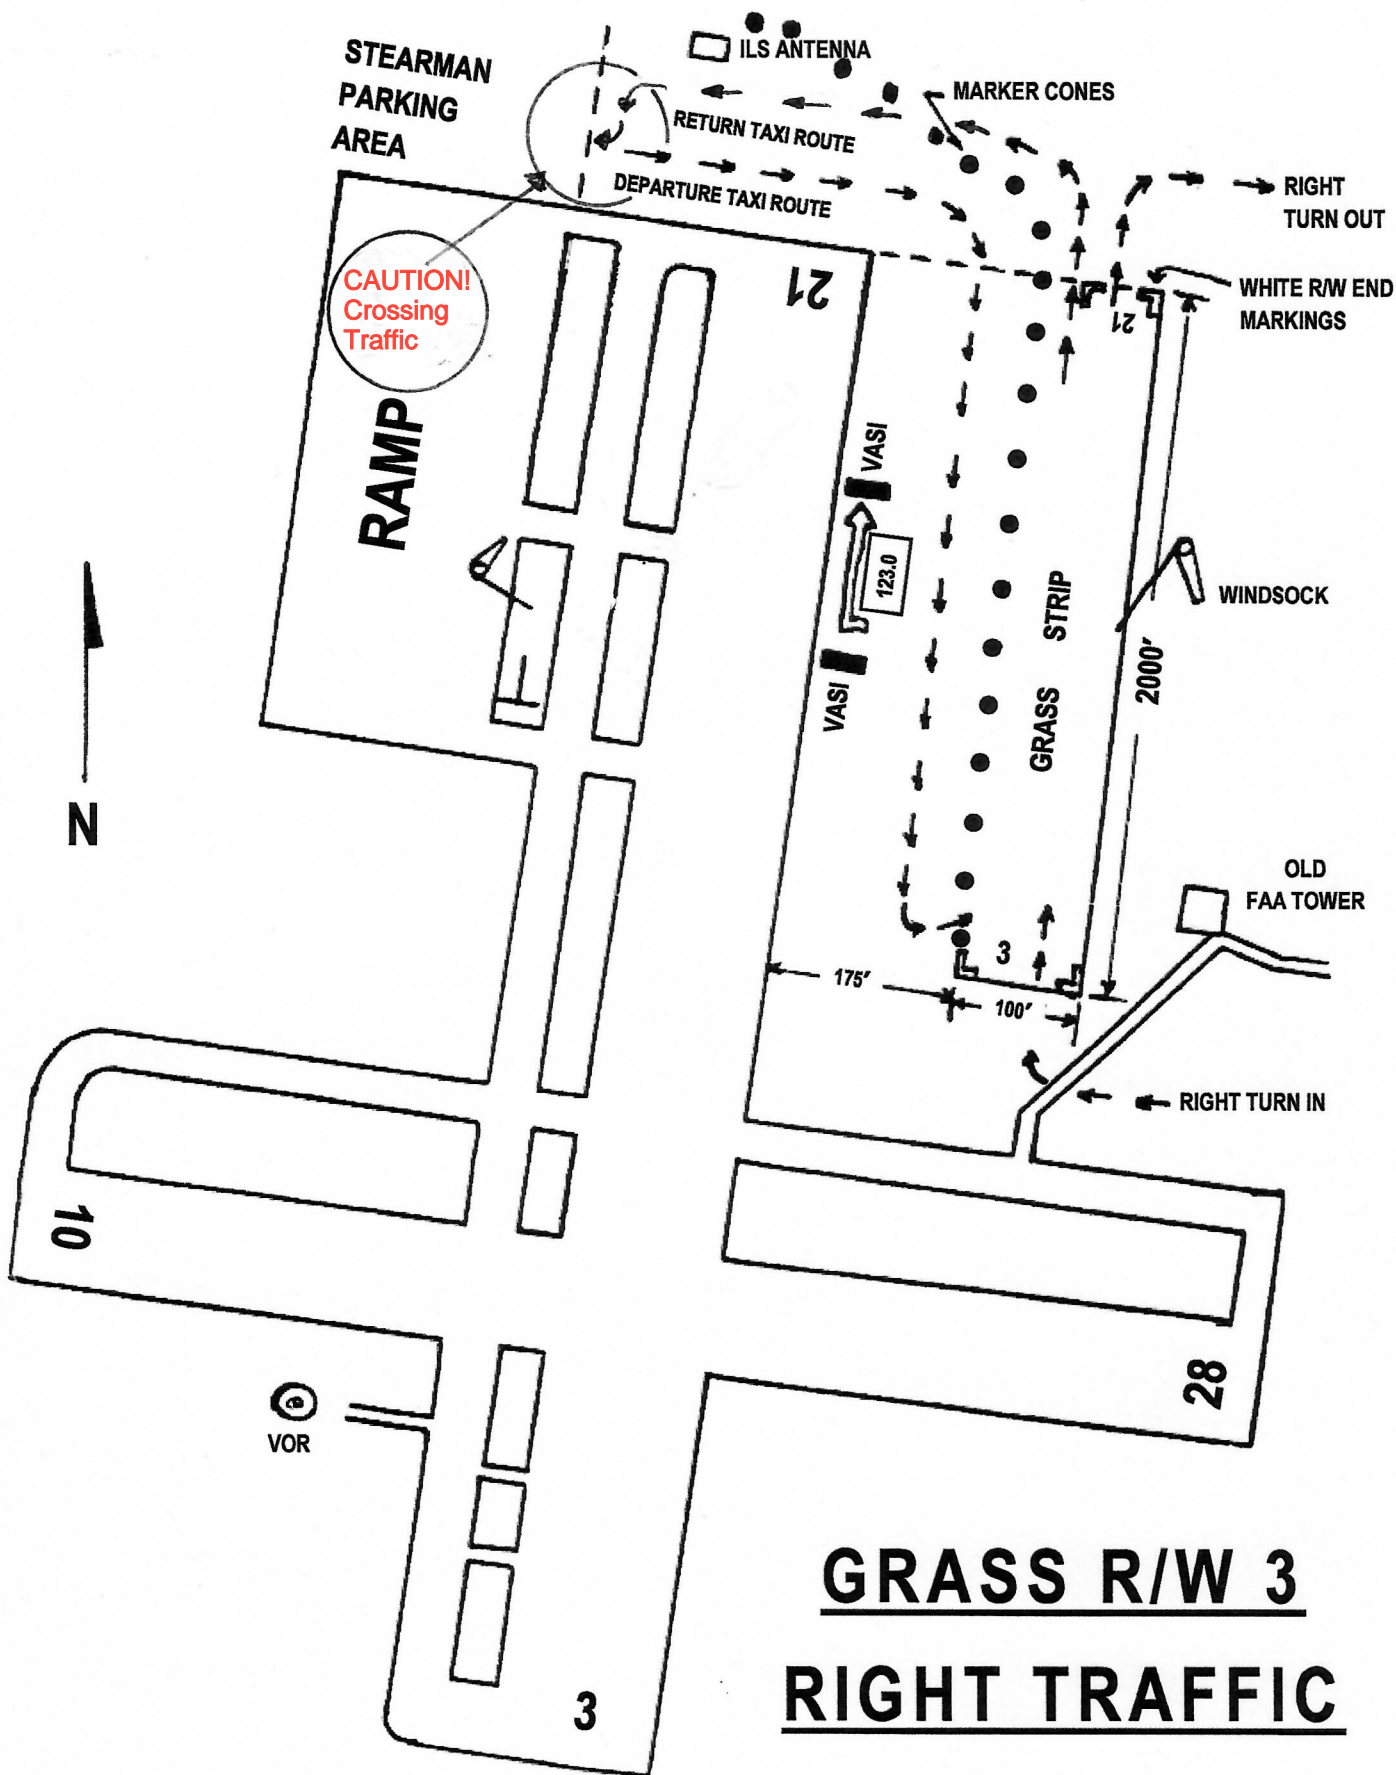 STEARMAN
PARKING
AREA
ILS ANTENNA
MARKER CONES
RETURN TAXI ROUTE
DEPARTURE TAXI ROUTE
RIGHT
TURN OUT
CAUTION!
Crossing
Traffic
21
21
WHITE R/W END
MARKINGS
RAMP
VASI
123.0
VASI
GRASS STRIP
WINDSOCK
2000'
N
OLD
FAA TOWER
3
175'
100'
RIGHT TURN IN
10
28
VOR
3
GRASS R/W 3
RIGHT TRAFFIC